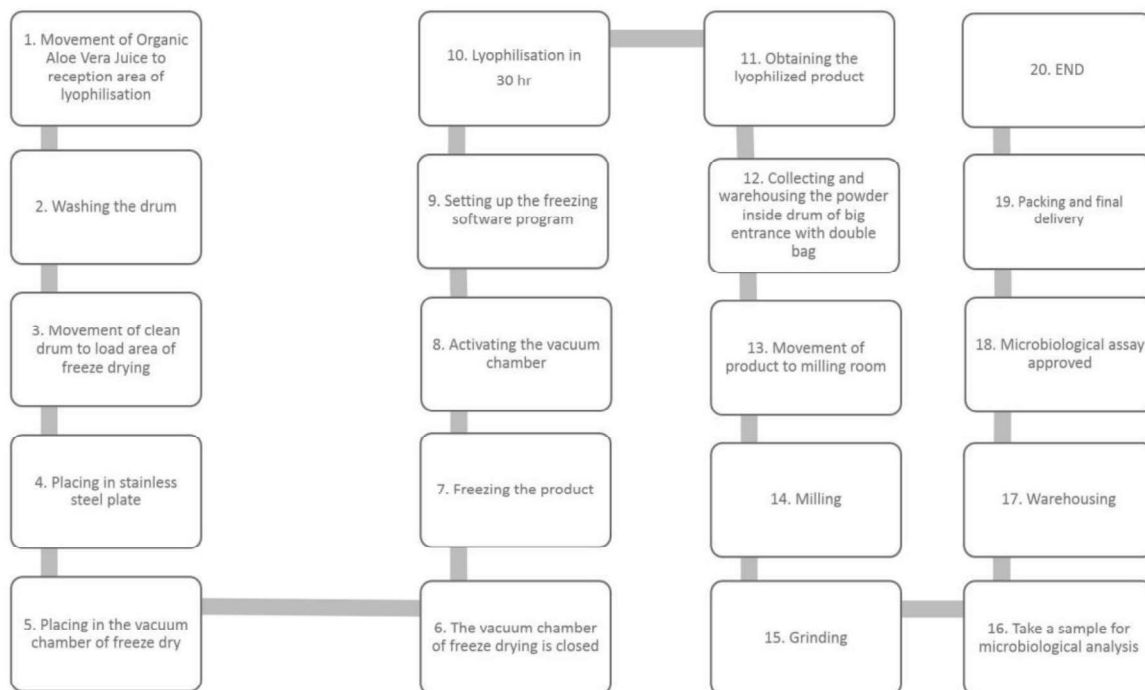 1. Movement of Organic
Aloe Vera Juice to
reception area of
lyophilisation
2. Washing the drum
3. Movement of clean
drum to load area of
freeze drying
4. Placing in stainless
steel plate
5. Placing in the vacuum
chamber of freeze dry
6. The vacuum chamber
of freeze drying is closed
7. Freezing the product
8. Activating the vacuum
chamber
9. Setting up the freezing
software program
10. Lyophilisation in
30 hr
11. Obtaining the
lyophilized product
12. Collecting and
warehousing the powder
inside drum of big
entrance with double
bag
13. Movement of
product to milling room
14. Milling
15. Grinding
16. Take a sample for
microbiological analysis
17. Warehousing
18. Microbiological assay
approved
19. Packing and final
delivery
20. END